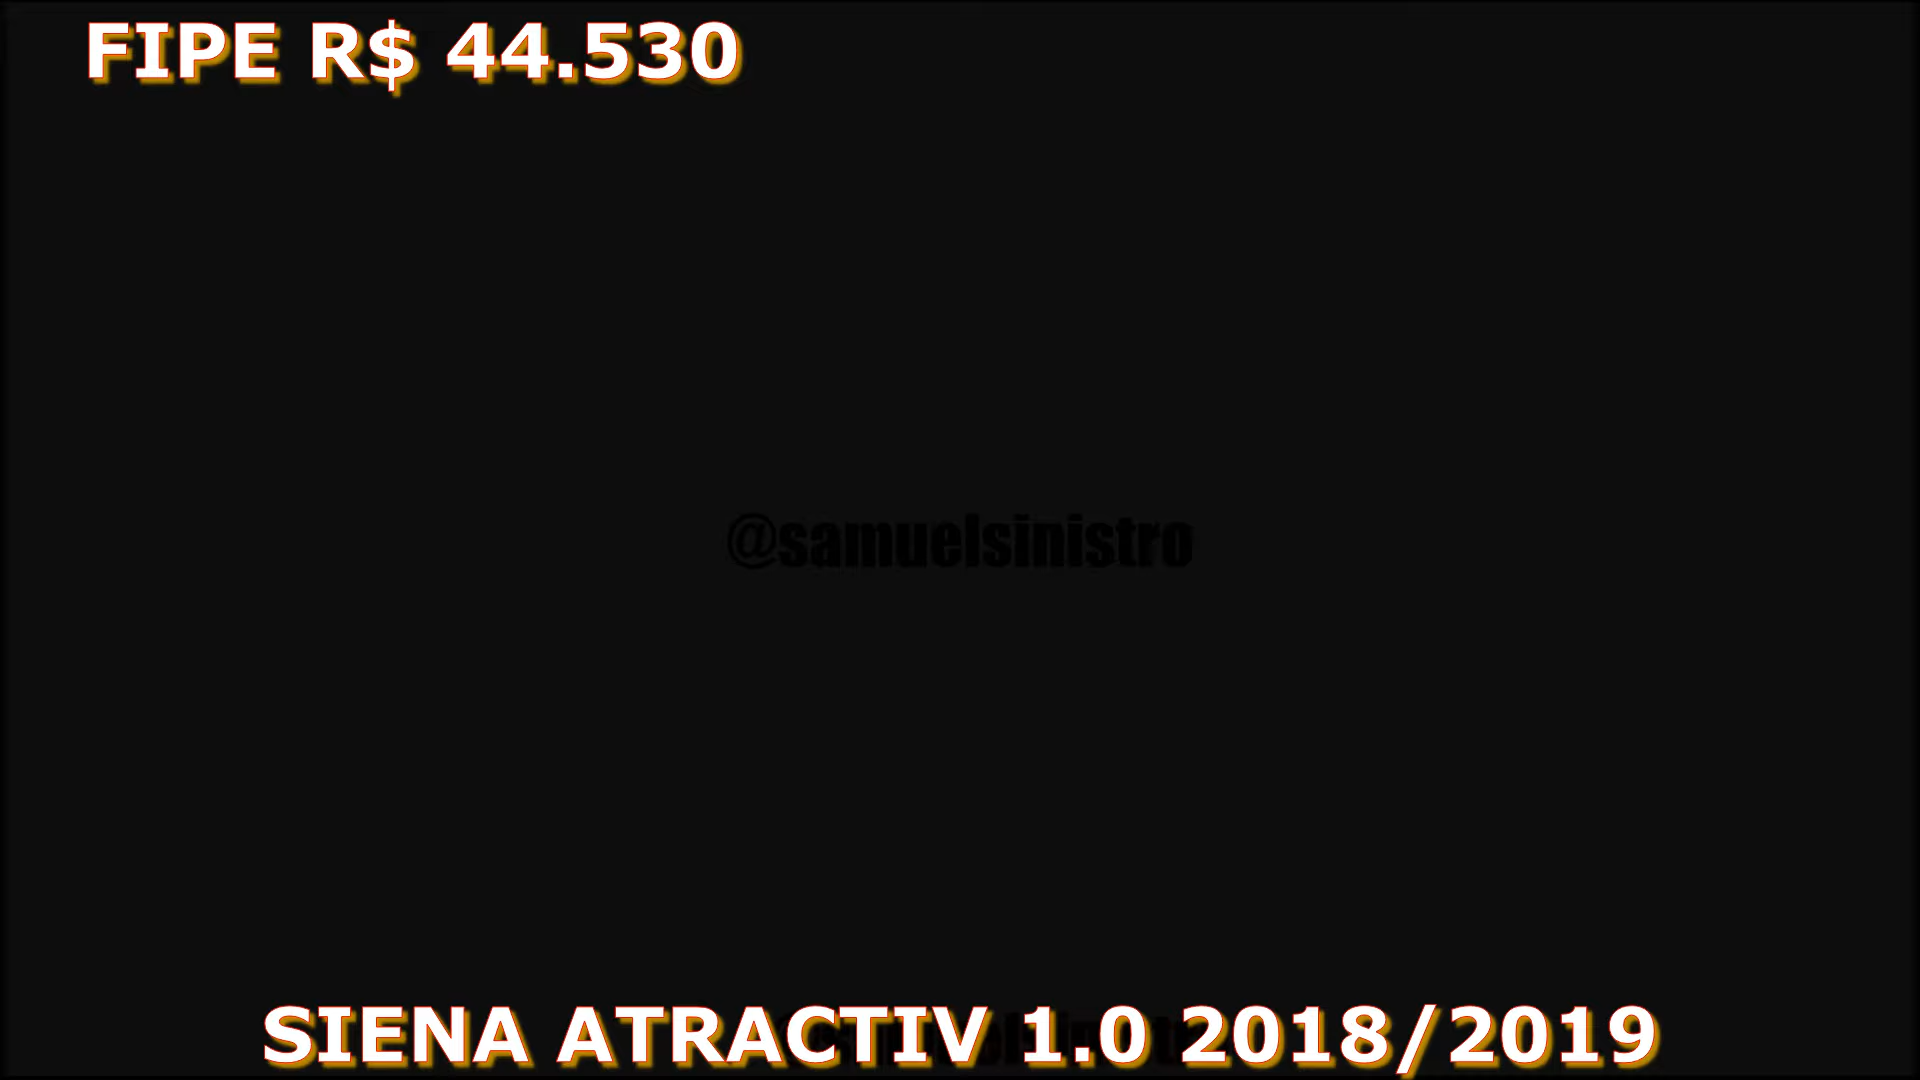 FIPE R$ 44.530
@samuelsinistro
SIENA ATRACTIV 1.0 2018/2019